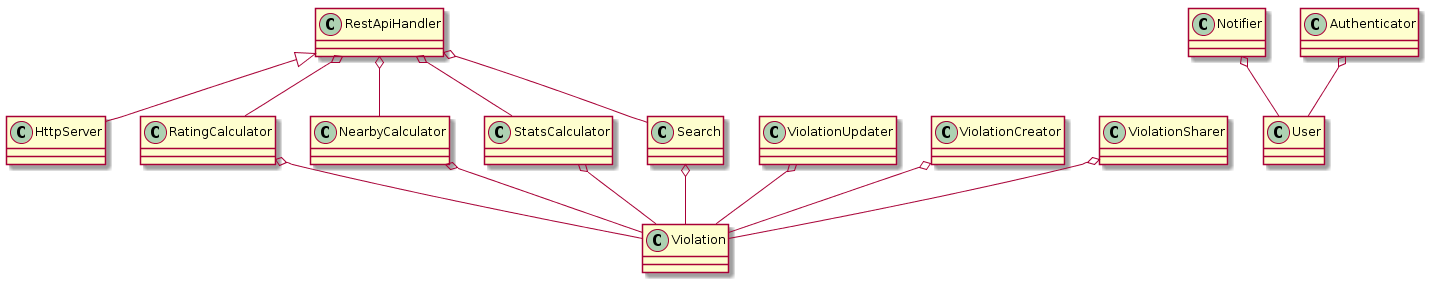 C RestApiHandler
C Notifier
C Authenticator
C HttpServer
C RatingCalculator
C NearbyCalculator
C StatsCalculator
C Search
C ViolationUpdater
C ViolationCreator
C ViolationSharer
C User
C Violation